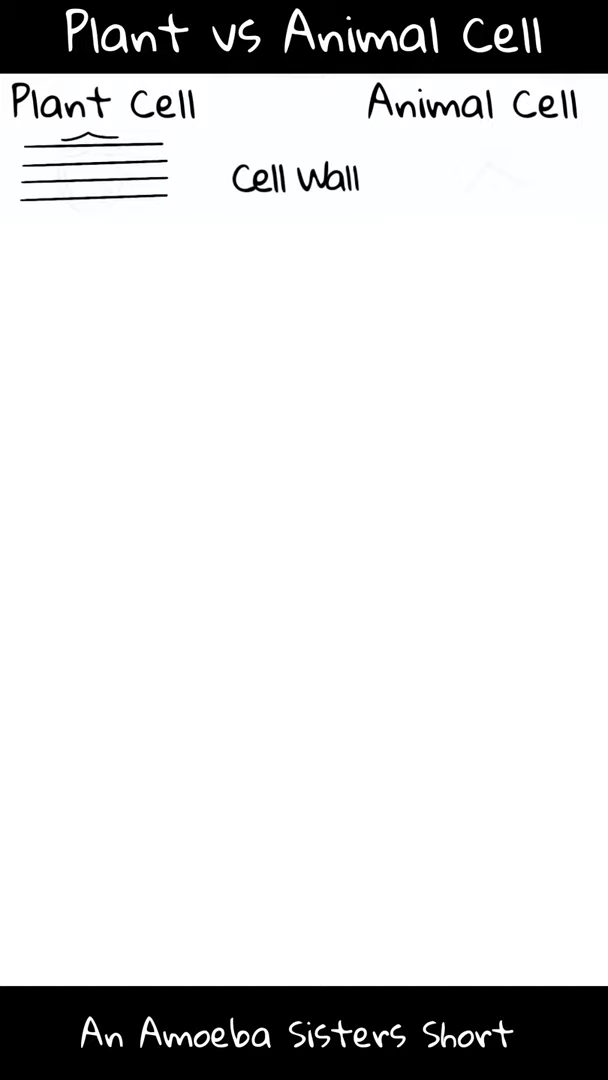 Plant vs Animal Cell
Plant Cell
Animal Cell
Cell Wall
An Amoeba Sisters Short